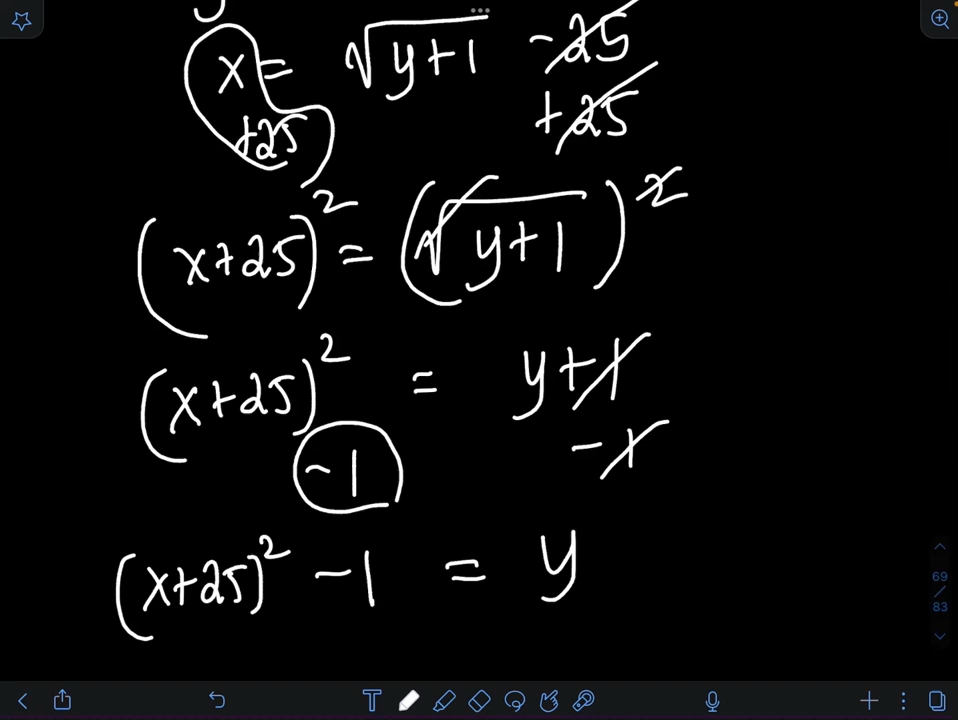 x = √y+1 - 25
+25 +25
(x+25)² = (√y+1)²
(x+25)² = y+1
-1 -1
(x+25)² -1 = y
69
/
83
T